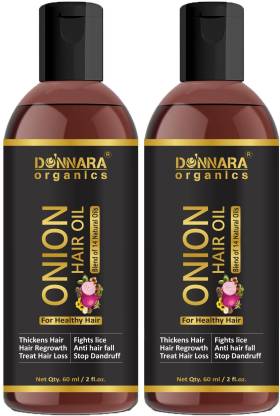 DONNARA®
organics
ONION
HAIR OIL
Blend of 14 Natural Oils
For Healthy Hair
Thickens Hair
Hair Regrowth
Treat Hair Loss
Fights lice
Anti hair fall
Stop Dandruff
Net Qty. 60 ml / 2 fl.oz.
DONNARA®
organics
ONION
HAIR OIL
Blend of 14 Natural Oils
For Healthy Hair
Thickens Hair
Hair Regrowth
Treat Hair Loss
Fights lice
Anti hair fall
Stop Dandruff
Net Qty. 60 ml / 2 fl.oz.